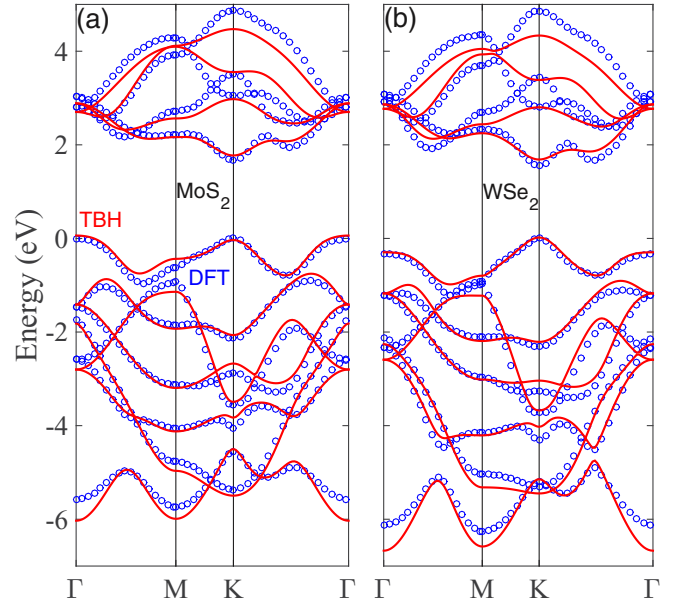 (a) (b)
4
2
MoS₂ WSe₂
TBH
0
DFT
Energy (eV)
-2
-4
-6
Γ M K Γ Γ M K Γ